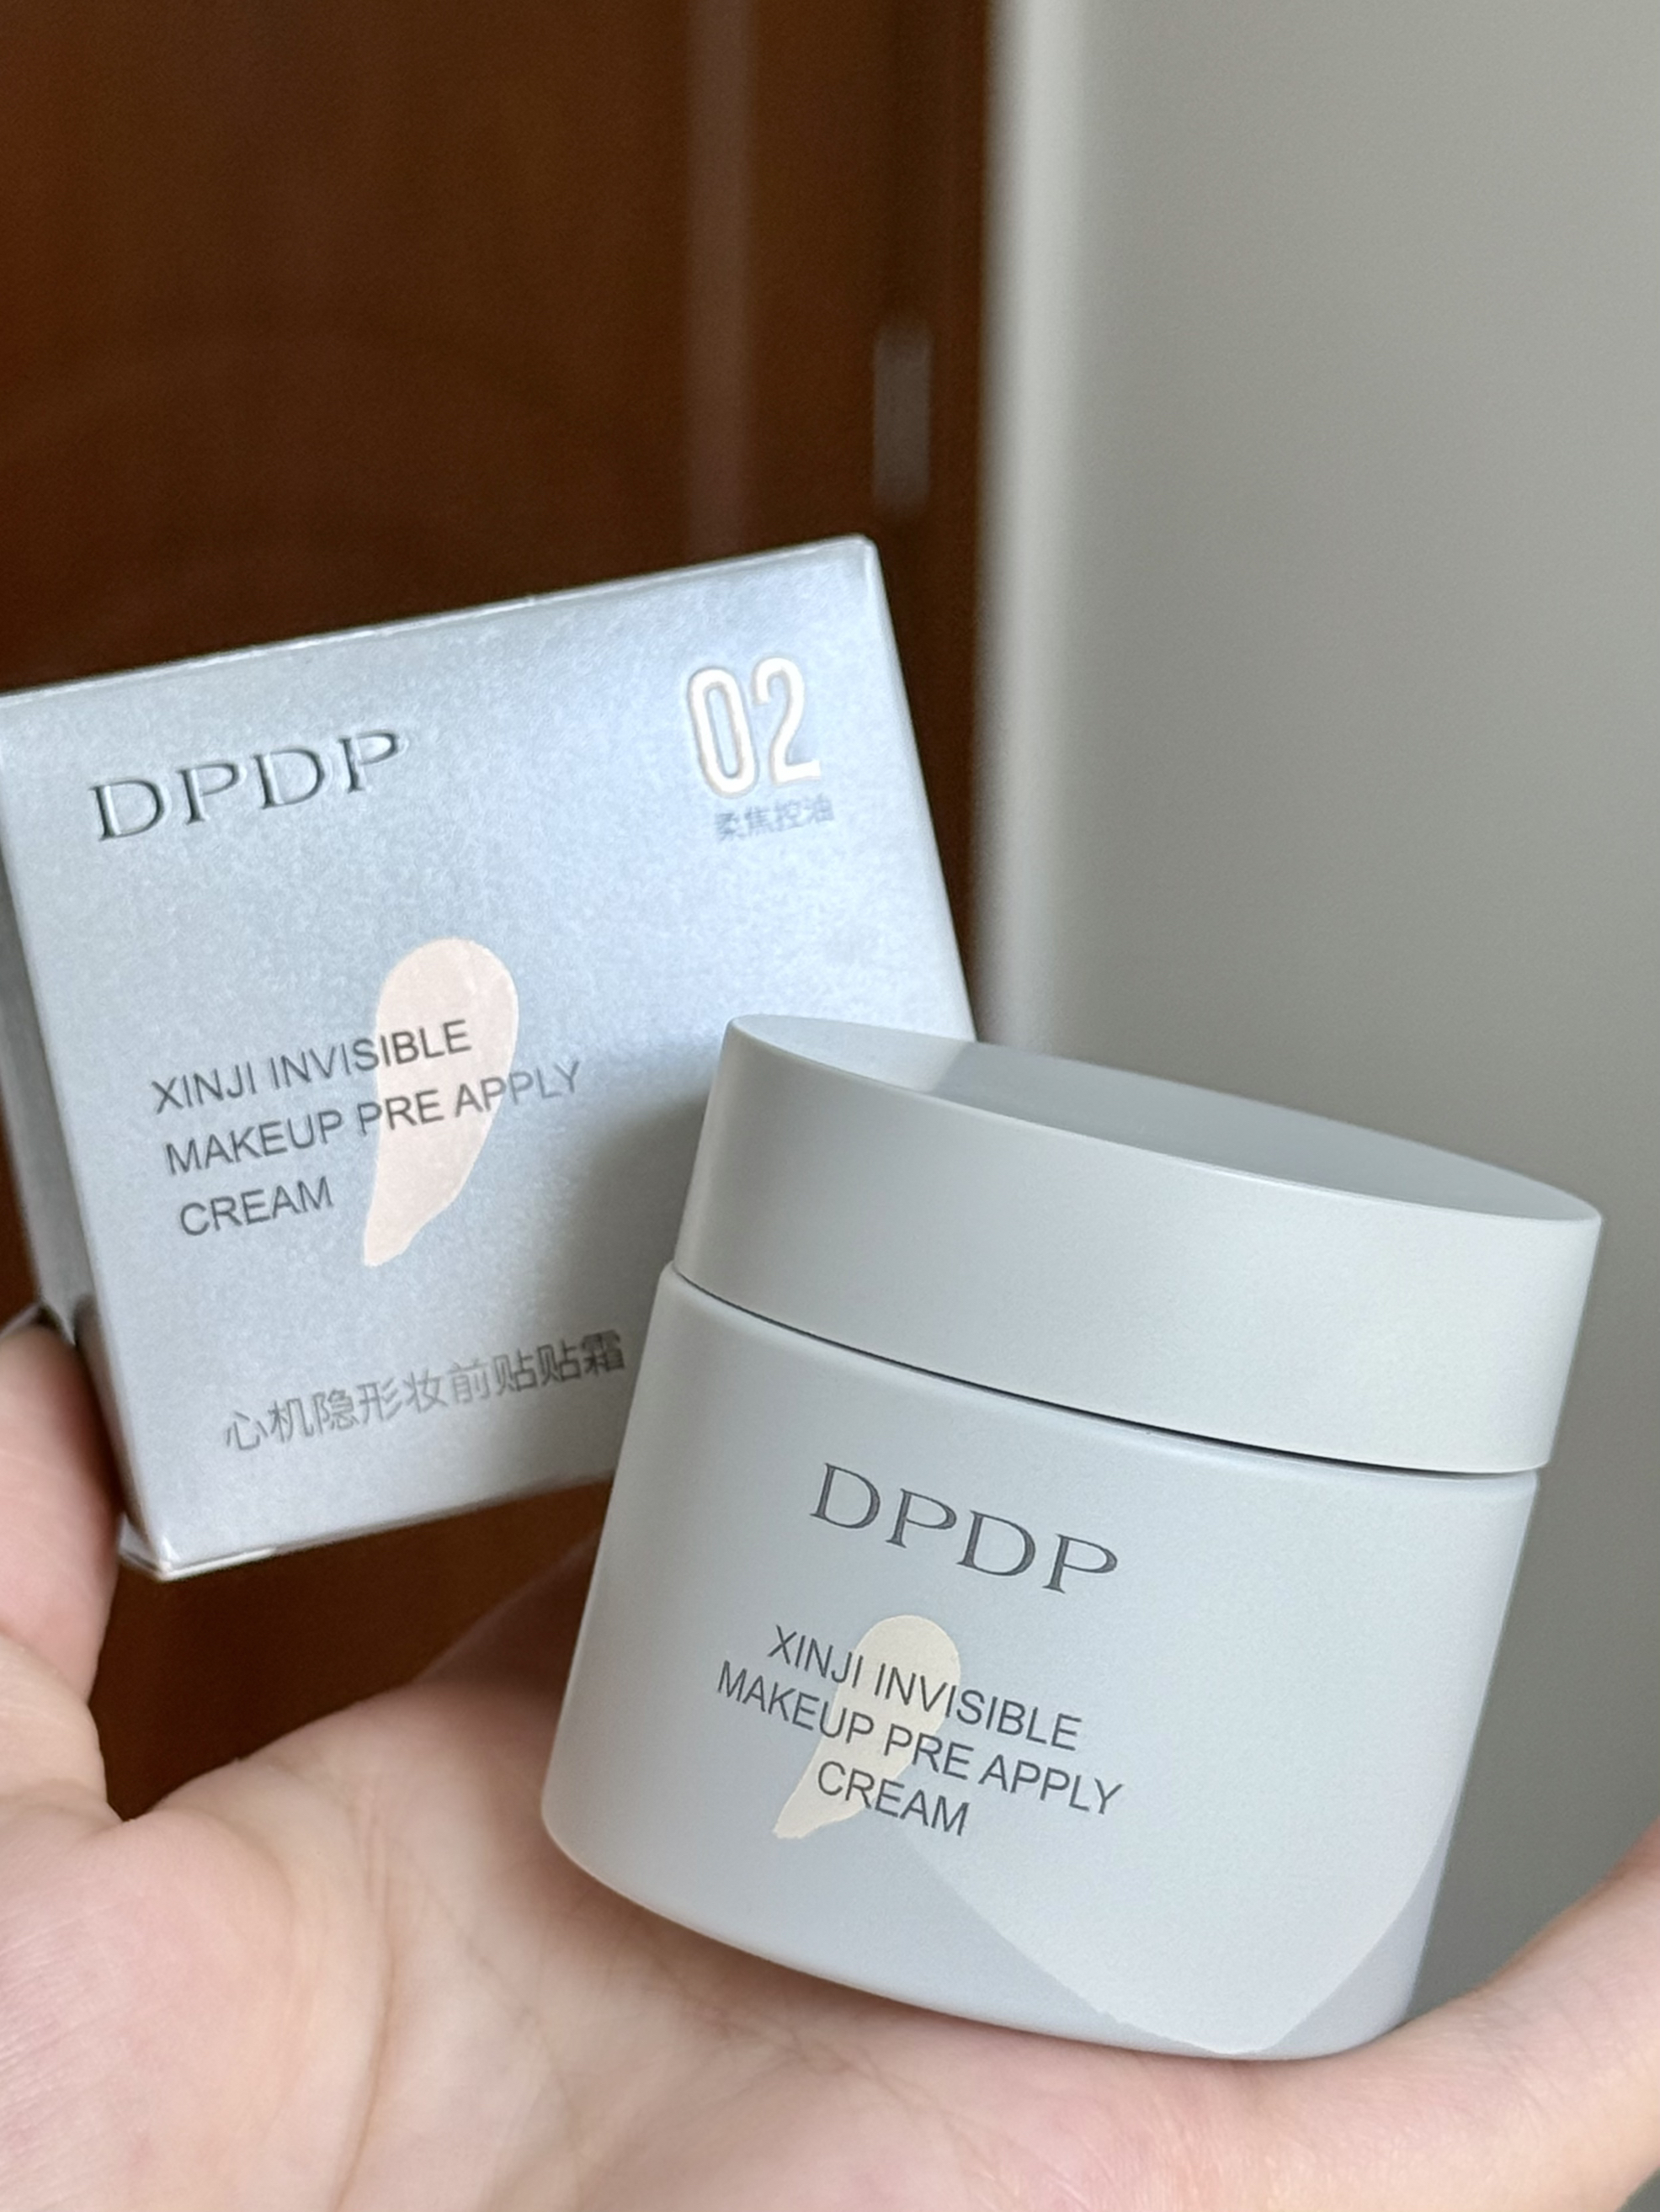 DPDP
02
柔焦控油
XINJI INVISIBLE
MAKEUP PRE APPLY
CREAM
心机隐形妆前贴贴霜
DPDP
XINJI INVISIBLE
MAKEUP PRE APPLY
CREAM